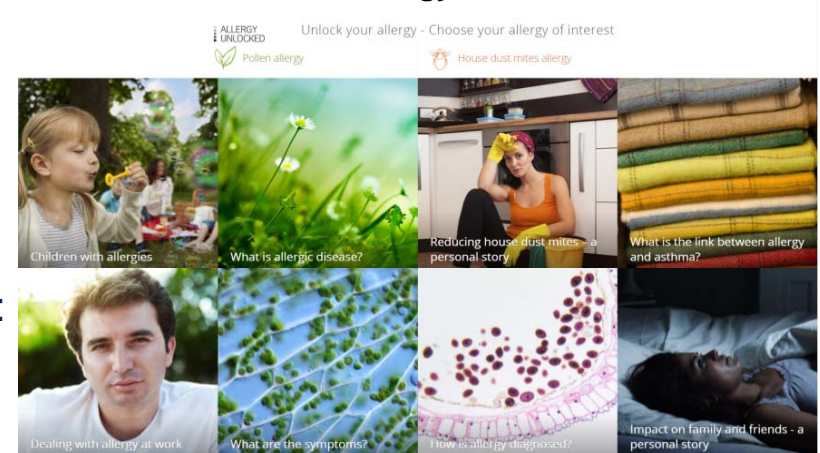 ALLERGY
UNLOCKED
Unlock your allergy - Choose your allergy of interest
Pollen allergy
House dust mites allergy
Children with allergies
What is allergic disease?
Reducing house dust mites - a
personal story
What is the link between allergy
and asthma?
Dealing with allergy at work
What are the symptoms?
How is allergy diagnosed?
Impact on family and friends - a
personal story